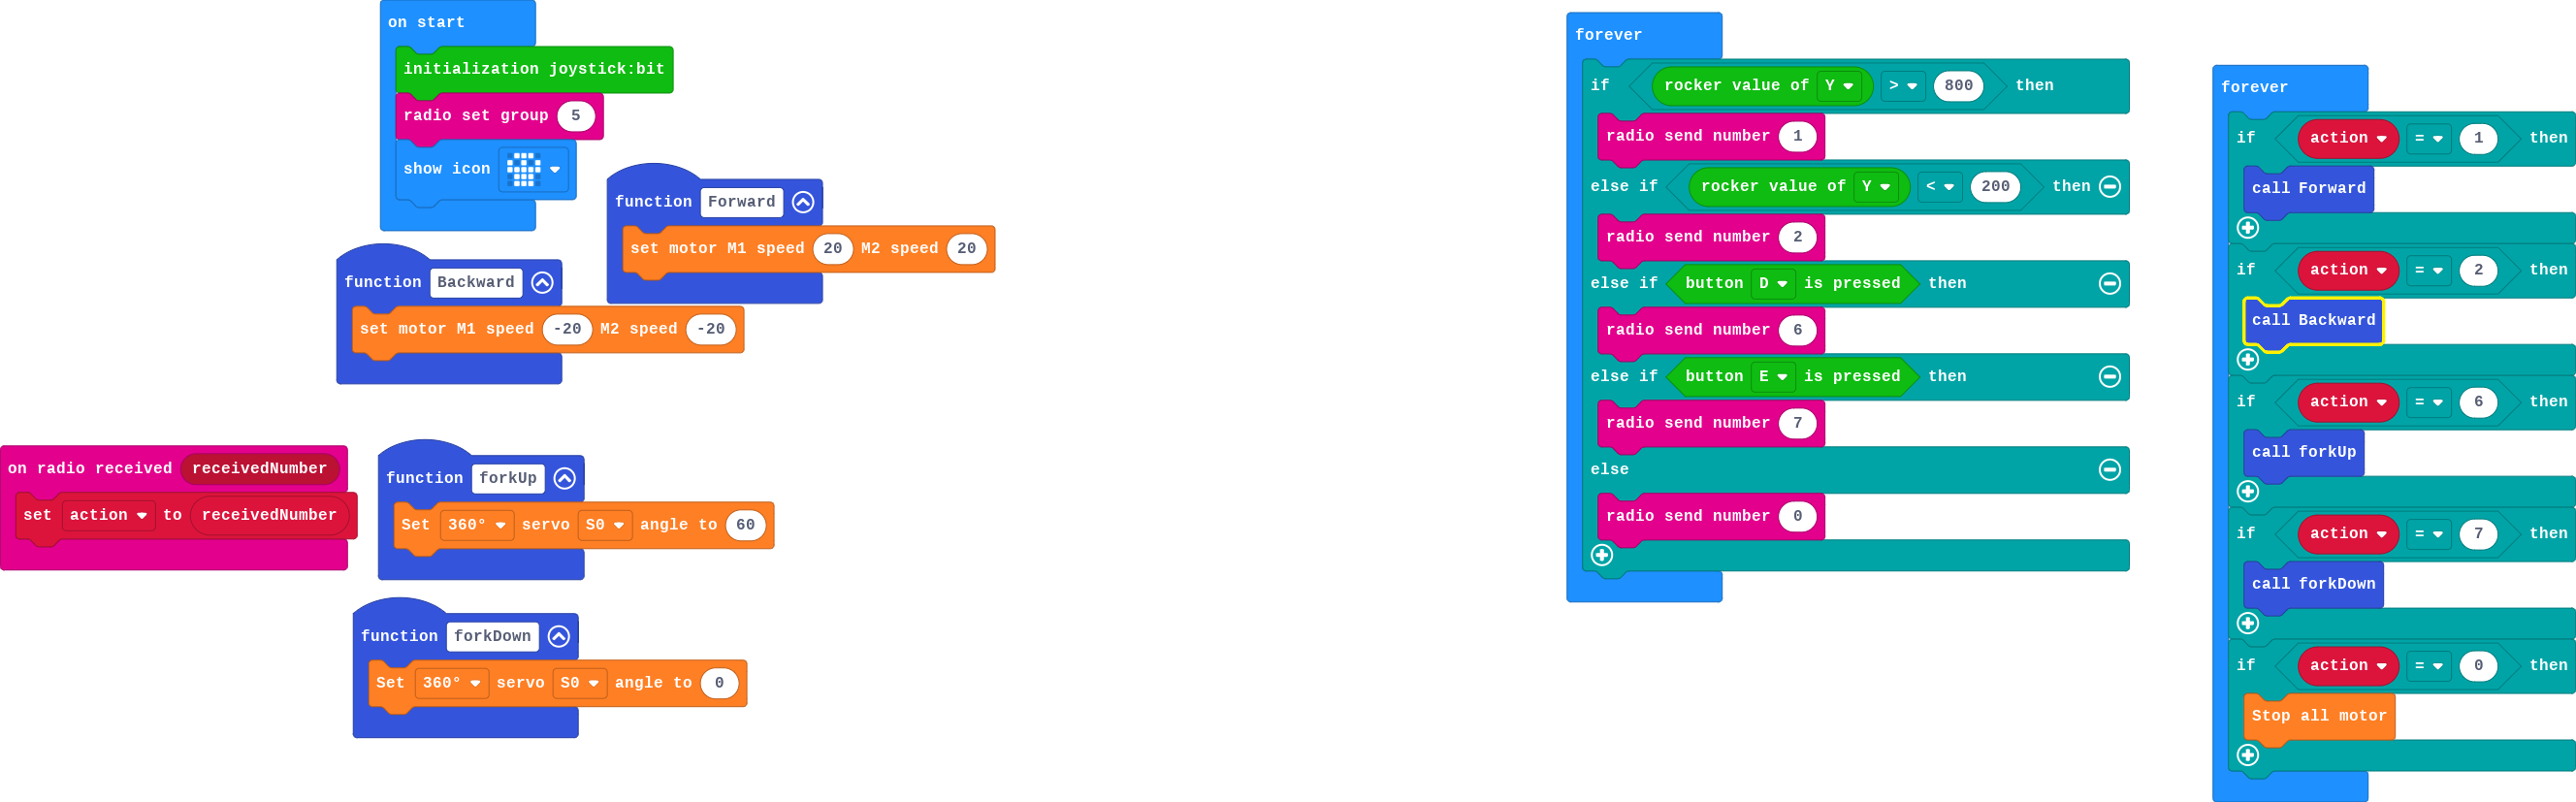 on start
initialization joystick:bit
radio set group 5
show icon
function Forward
set motor M1 speed 20 M2 speed 20
function Backward
set motor M1 speed -20 M2 speed -20
on radio received receivedNumber
set action to receivedNumber
function forkUp
Set 360° servo S0 angle to 60
function forkDown
Set 360° servo S0 angle to 0
forever
if rocker value of Y > 800 then
radio send number 1
else if rocker value of Y < 200 then
radio send number 2
else if button D is pressed then
radio send number 6
else if button E is pressed then
radio send number 7
else
radio send number 0
forever
if action = 1 then
call Forward
if action = 2 then
call Backward
if action = 6 then
call forkUp
if action = 7 then
call forkDown
if action = 0 then
Stop all motor